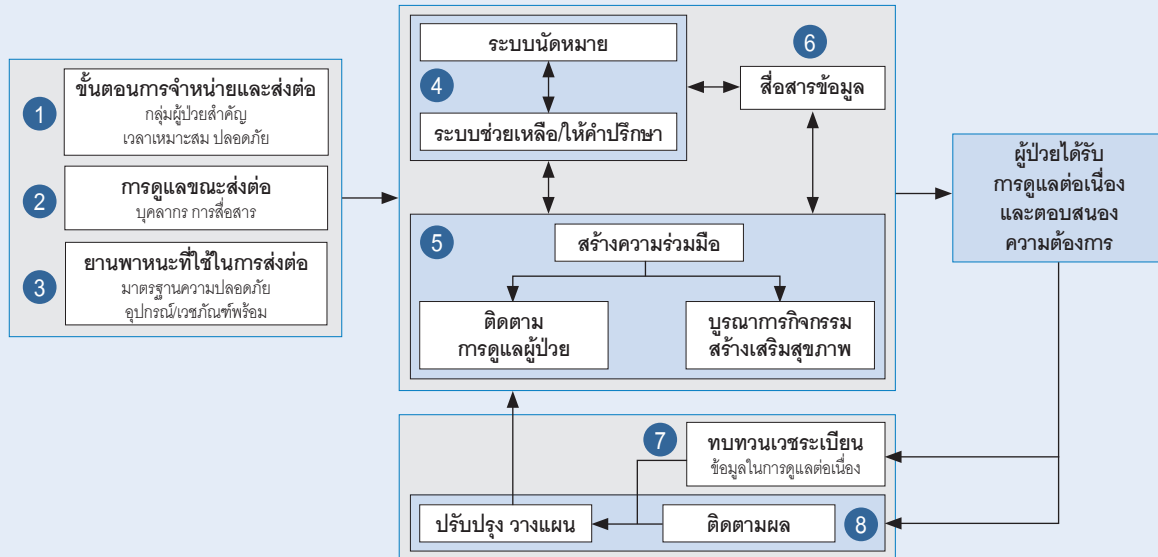 1
ขั้นตอนการจำหน่ายและส่งต่อ
กลุ่มผู้ป่วยสำคัญ
เวลาเหมาะสม ปลอดภัย
2
การดูแลขณะส่งต่อ
บุคลากร การสื่อสาร
3
ยานพาหนะที่ใช้ในการส่งต่อ
มาตรฐานความปลอดภัย
อุปกรณ์/เวชภัณฑ์พร้อม
4
ระบบนัดหมาย
ระบบช่วยเหลือ/ให้คำปรึกษา
6
สื่อสารข้อมูล
5
สร้างความร่วมมือ
ติดตาม
การดูแลผู้ป่วย
บูรณาการกิจกรรม
สร้างเสริมสุขภาพ
ผู้ป่วยได้รับ
การดูแลต่อเนื่อง
และตอบสนอง
ความต้องการ
7
ทบทวนเวชระเบียน
ข้อมูลในการดูแลต่อเนื่อง
ปรับปรุง วางแผน
ติดตามผล
8